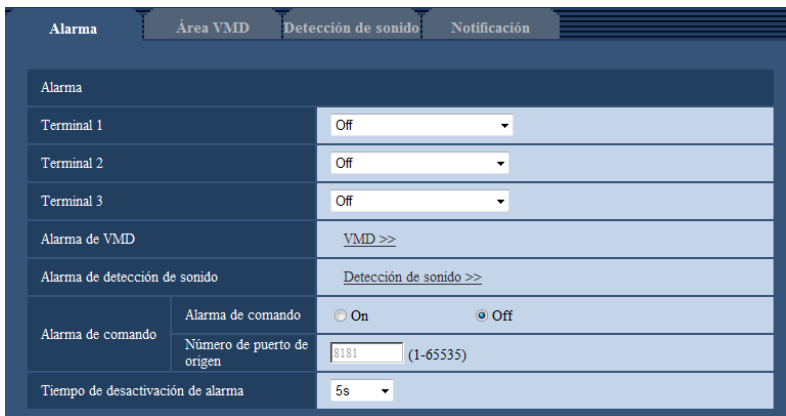 Alarma Área VMD Detección de sonido Notificación
Alarma
Terminal 1 Off
Terminal 2 Off
Terminal 3 Off
Alarma de VMD VMD >>
Alarma de detección de sonido Detección de sonido >>
Alarma de comando Alarma de comando On Off
Número de puerto de origen 8181 (1-65535)
Tiempo de desactivación de alarma 5s